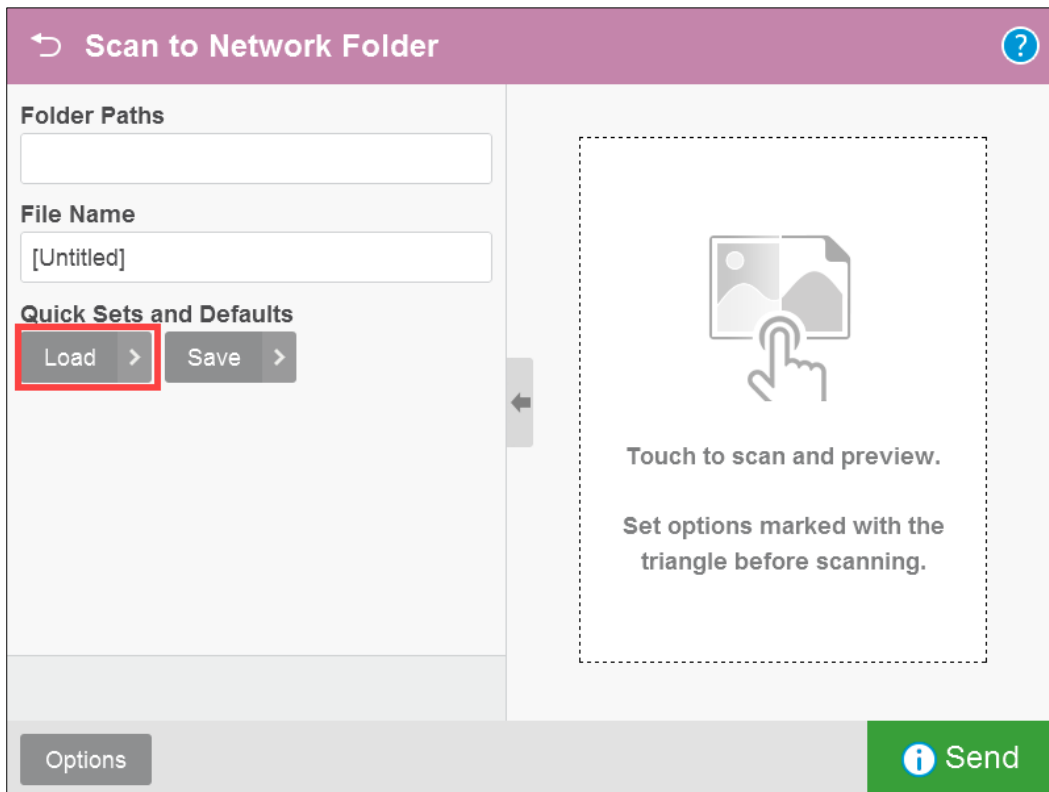 Scan to Network Folder
?
Folder Paths
File Name
[Untitled]
Quick Sets and Defaults
Load >
Save >
Touch to scan and preview.
Set options marked with the
triangle before scanning.
Options
i Send